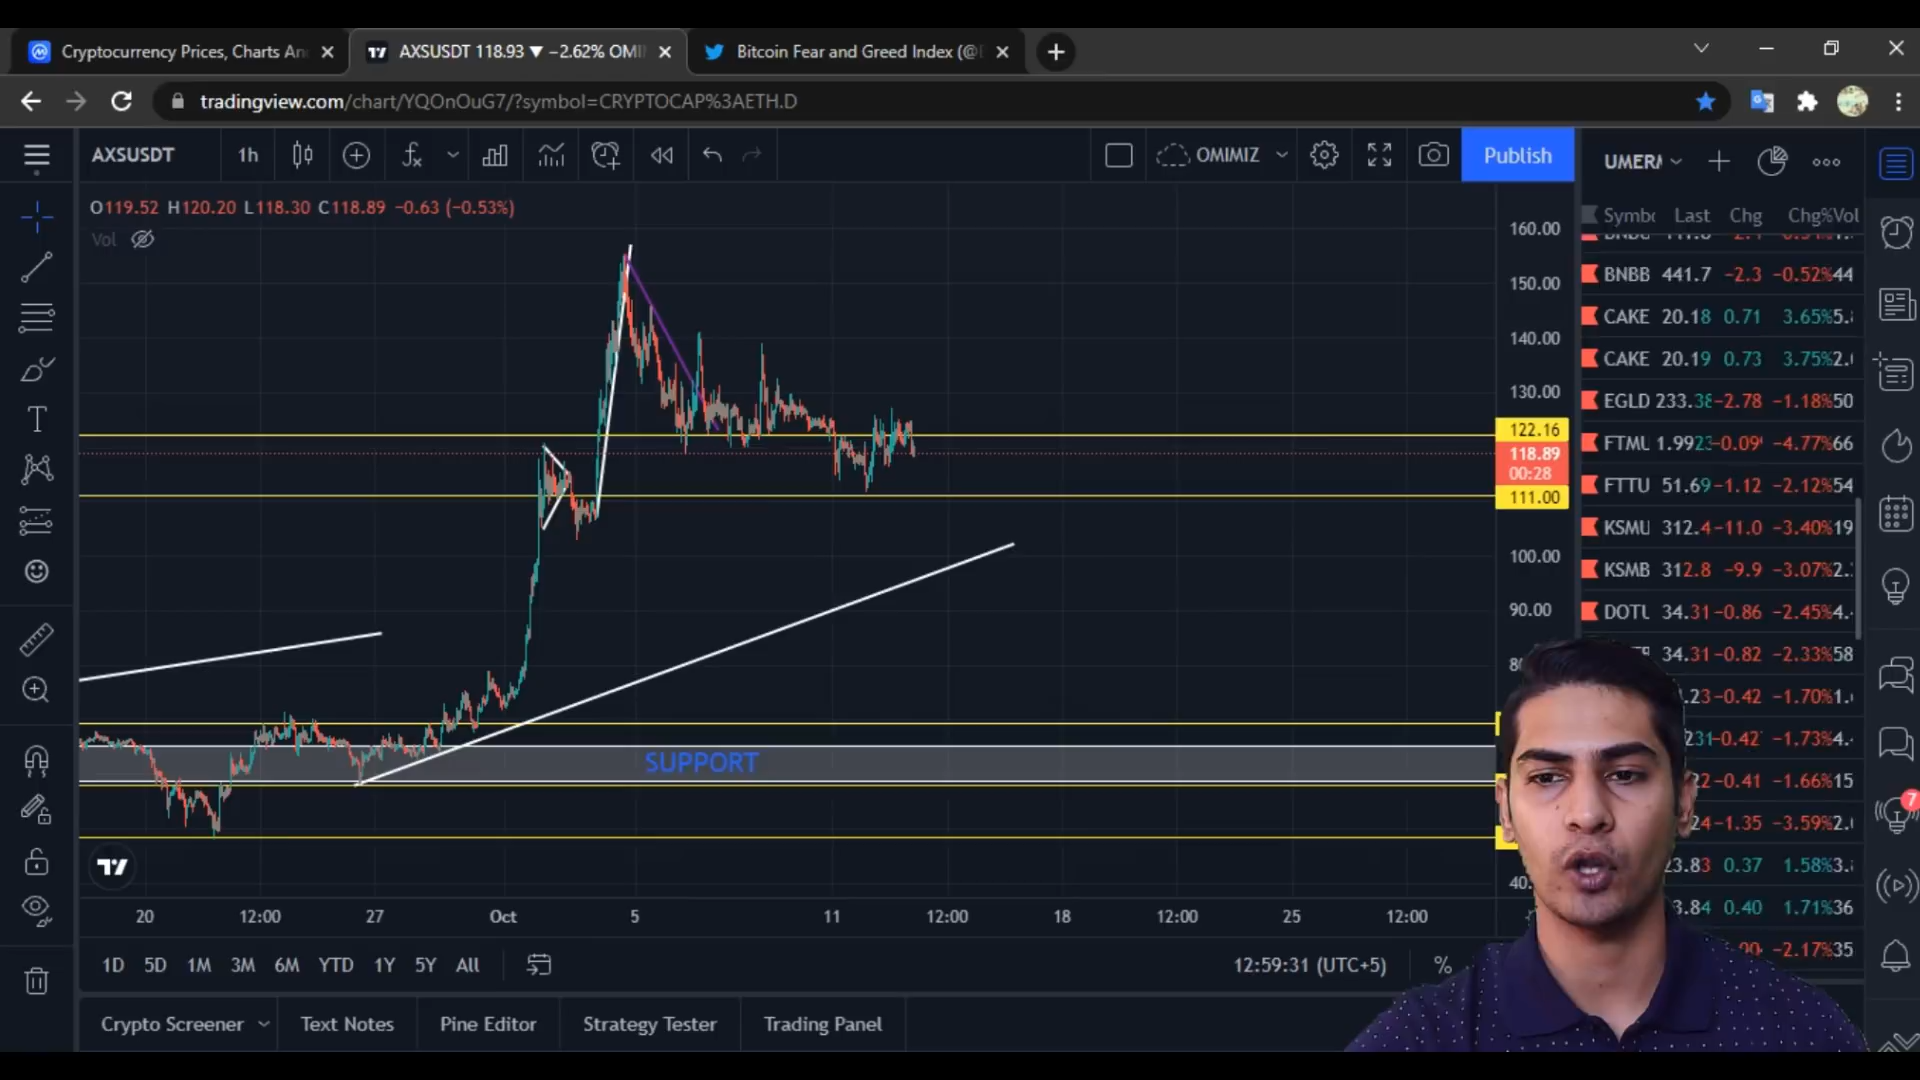 Cryptocurrency Prices, Charts An
AXSUSDT 118.93 ▼ −2.62% OMI
Bitcoin Fear and Greed Index (@
tradingview.com/chart/YQOnOuG7/?symbol=CRYPTOCAP%3AETH.D
AXSUSDT 1h OMIMIZ Publish UMER
O119.52 H120.20 L118.30 C118.89 −0.63 (−0.53%)
Vol
Symb Last Chg Chg% Vol
BNBB 441.7 −2.3 −0.52% 44
CAKE 20.18 0.71 3.65% 5.
CAKE 20.19 0.73 3.75% 2.
EGLD 233.38 −2.78 −1.18% 50
FTMU 1.9923 −0.09 −4.77% 66
FTTU 51.69 −1.12 −2.12% 54
KSMU 312.4 −11.0 −3.40% 19
KSMB 312.8 −9.9 −3.07% 2.
DOTU 34.31 −0.86 −2.45% 4.
34.31 −0.82 −2.33% 58
.23 −0.42 −1.70% 1.
231 −0.42 −1.73% 4.
2 −0.41 −1.66% 15
24 −1.35 −3.59% 2.
23.83 0.37 1.58% 3.
3.84 0.40 1.71% 36
−2.17% 35
160.00
150.00
140.00
130.00
122.16
118.89
00:28
111.00
100.00
90.00
40.
SUPPORT
7
20 12:00 27 Oct 5 11 12:00 18 12:00 25 12:00
1D 5D 1M 3M 6M YTD 1Y 5Y All
12:59:31 (UTC+5) %
Crypto Screener Text Notes Pine Editor Strategy Tester Trading Panel